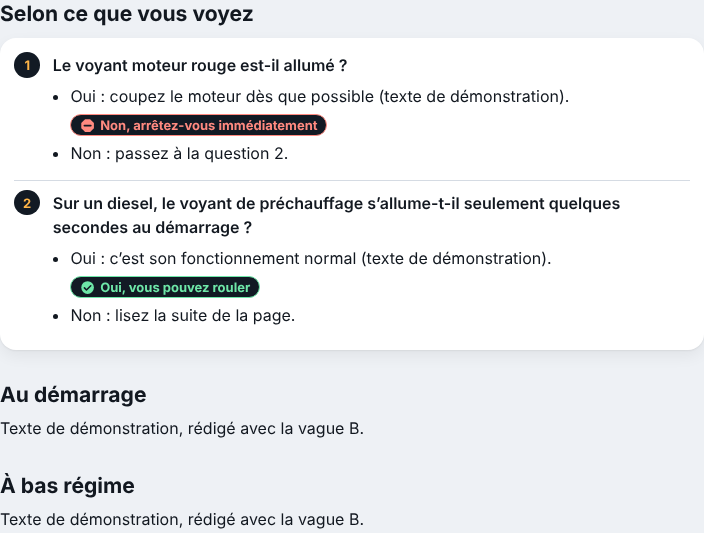 Selon ce que vous voyez
1 Le voyant moteur rouge est-il allumé ?
• Oui : coupez le moteur dès que possible (texte de démonstration).
Non, arrêtez-vous immédiatement
• Non : passez à la question 2.
2 Sur un diesel, le voyant de préchauffage s’allume-t-il seulement quelques
secondes au démarrage ?
• Oui : c’est son fonctionnement normal (texte de démonstration).
Oui, vous pouvez rouler
• Non : lisez la suite de la page.
Au démarrage
Texte de démonstration, rédigé avec la vague B.
À bas régime
Texte de démonstration, rédigé avec la vague B.